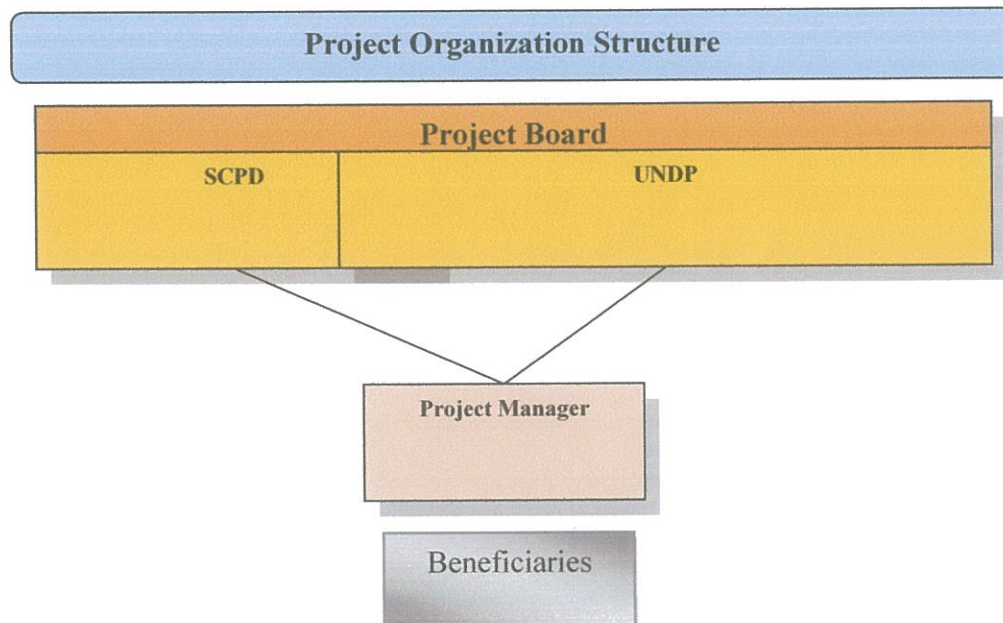 Project Organization Structure
Project Board
SCPD
UNDP
Project Manager
Beneficiaries